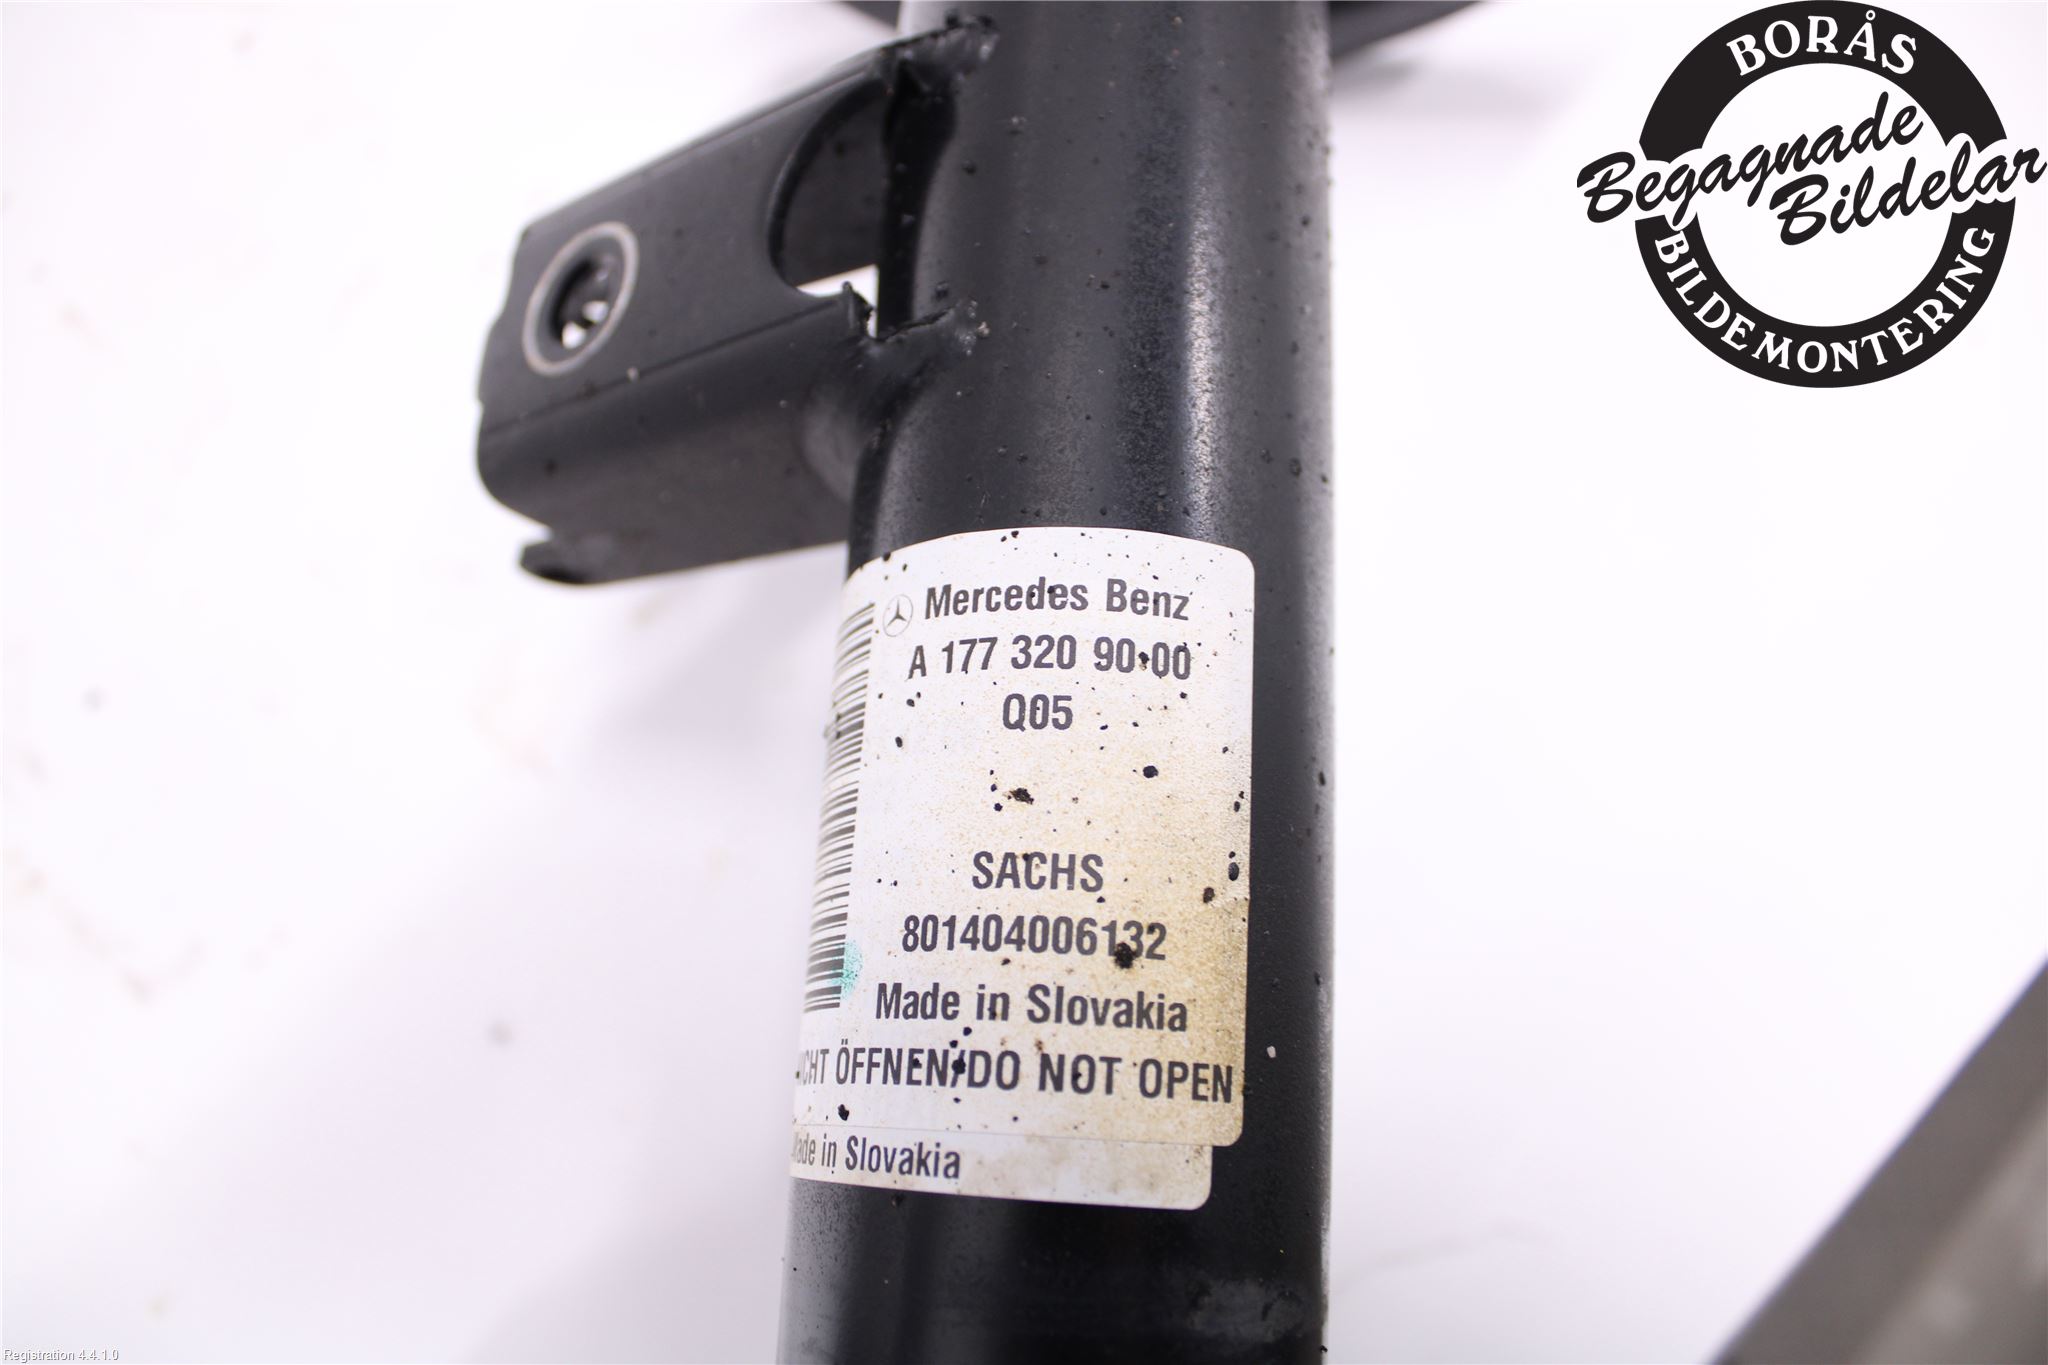 BORÅS
Begagnade
Bildelar
BILDEMONTERING
Mercedes Benz
A 177 320 90 00
Q05
SACHS
801404006132
Made in Slovakia
ÖFFNEN/DO NOT OPEN
Made in Slovakia
Registration 4.4.1.0